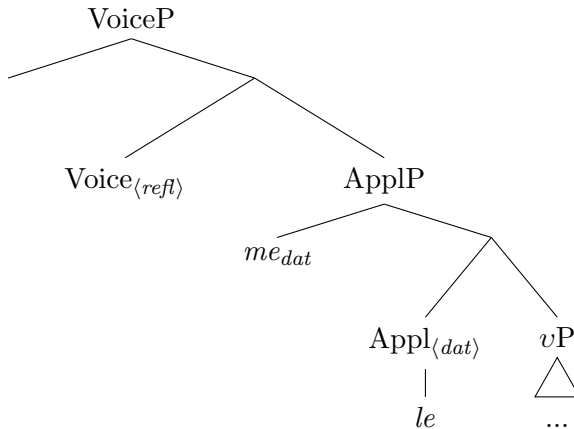 VoiceP
Voice⟨refl⟩ ApplP
me_dat
Appl⟨dat⟩ vP
le ...